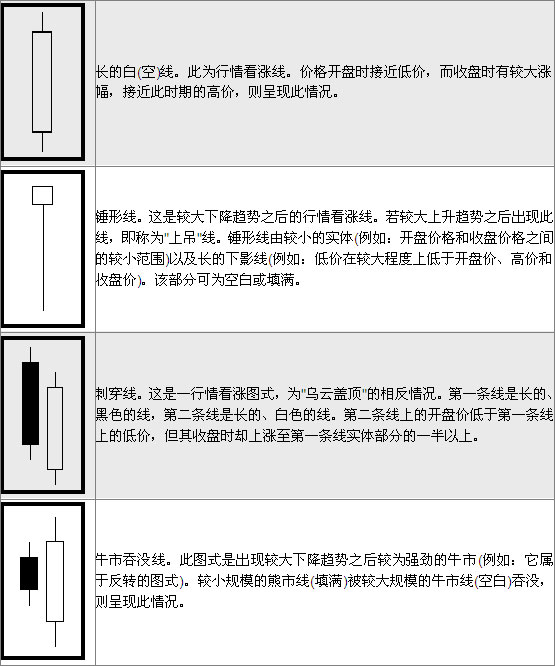 长的白(空)线。此为行情看涨线。价格开盘时接近低价，而收盘时有较大涨
幅，接近此时期的高价，则呈现此情况。
锤形线。这是较大下降趋势之后的行情看涨线。若较大上升趋势之后出现此
线，即称为"上吊"线。锤形线由较小的实体(例如：开盘价格和收盘价格之间
的较小范围)以及长的下影线(例如：低价在较大程度上低于开盘价、高价和
收盘价)。该部分可为空白或填满。
刺穿线。这是一行情看涨图式，为"乌云盖顶"的相反情况。第一条线是长的、
黑色的线，第二条线是长的、白色的线。第二条线上的开盘价低于第一条线
上的低价，但其收盘时却上涨至第一条线实体部分的一半以上。
牛市吞没线。此图式是出现较大下降趋势之后较为强劲的牛市(例如：它属
于反转的图式)。较小规模的熊市线(填满)被较大规模的牛市线(空白)吞没，
则呈现此情况。